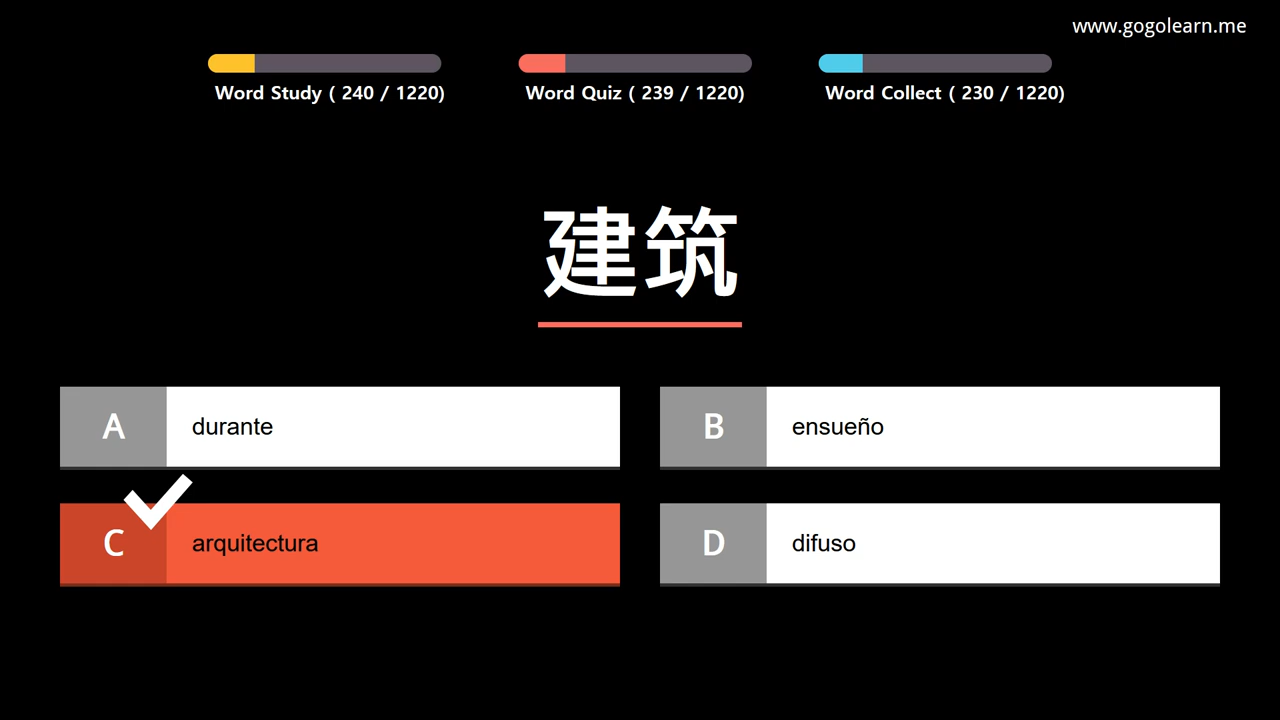 www.gogolearn.me
Word Study ( 240 / 1220)
Word Quiz ( 239 / 1220)
Word Collect ( 230 / 1220)
建筑
A durante
B ensueño
C arquitectura
D difuso